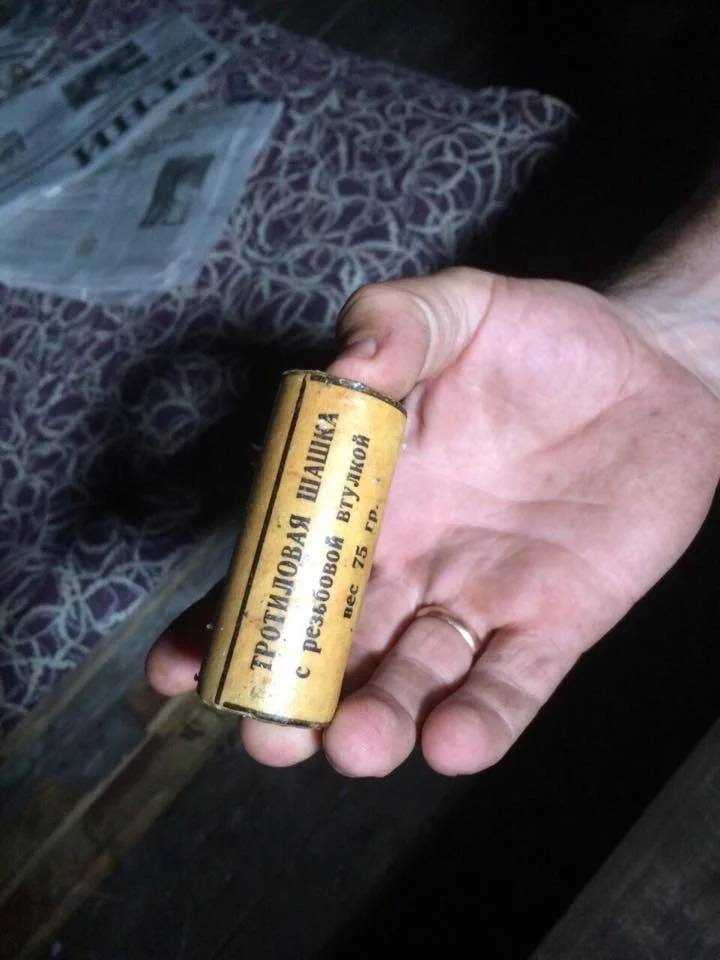 ТРОТИЛОВАЯ ШАШКА
с резьбовой втулкой
вес 75 гр.